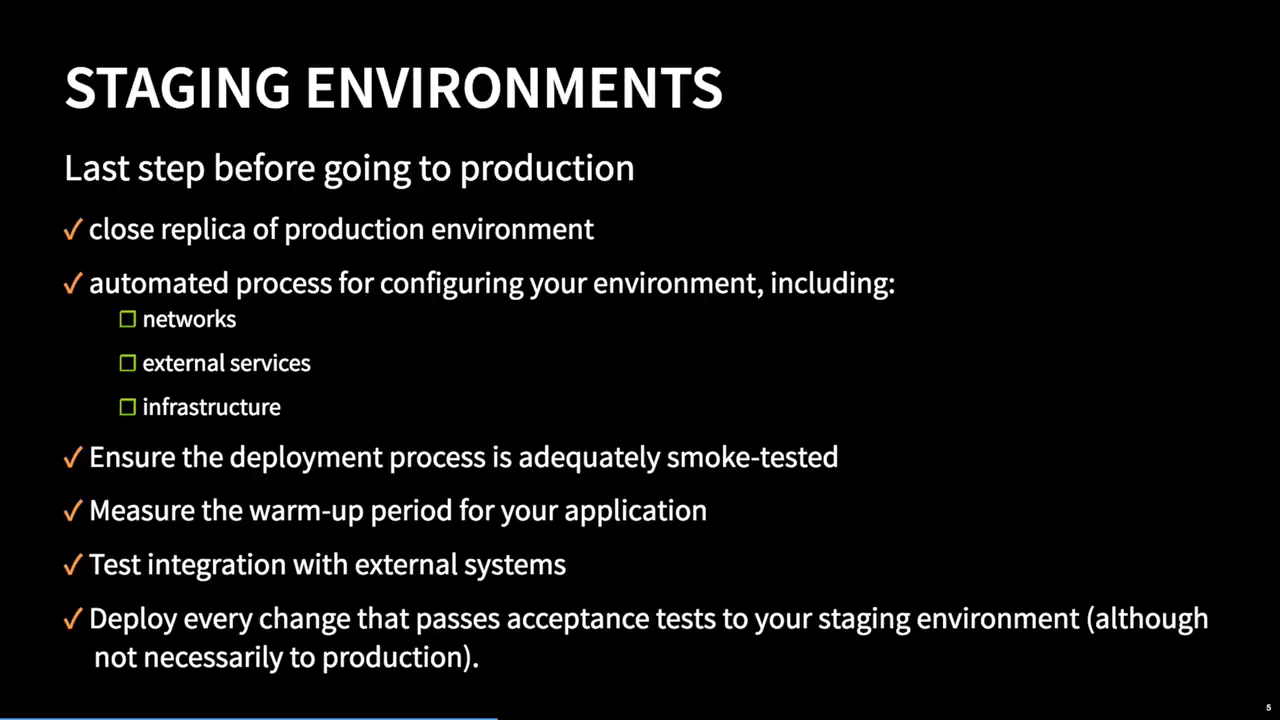 STAGING ENVIRONMENTS
Last step before going to production
✓ close replica of production environment
✓ automated process for configuring your environment, including:
☐ networks
☐ external services
☐ infrastructure
✓ Ensure the deployment process is adequately smoke-tested
✓ Measure the warm-up period for your application
✓ Test integration with external systems
✓ Deploy every change that passes acceptance tests to your staging environment (although
not necessarily to production).
5